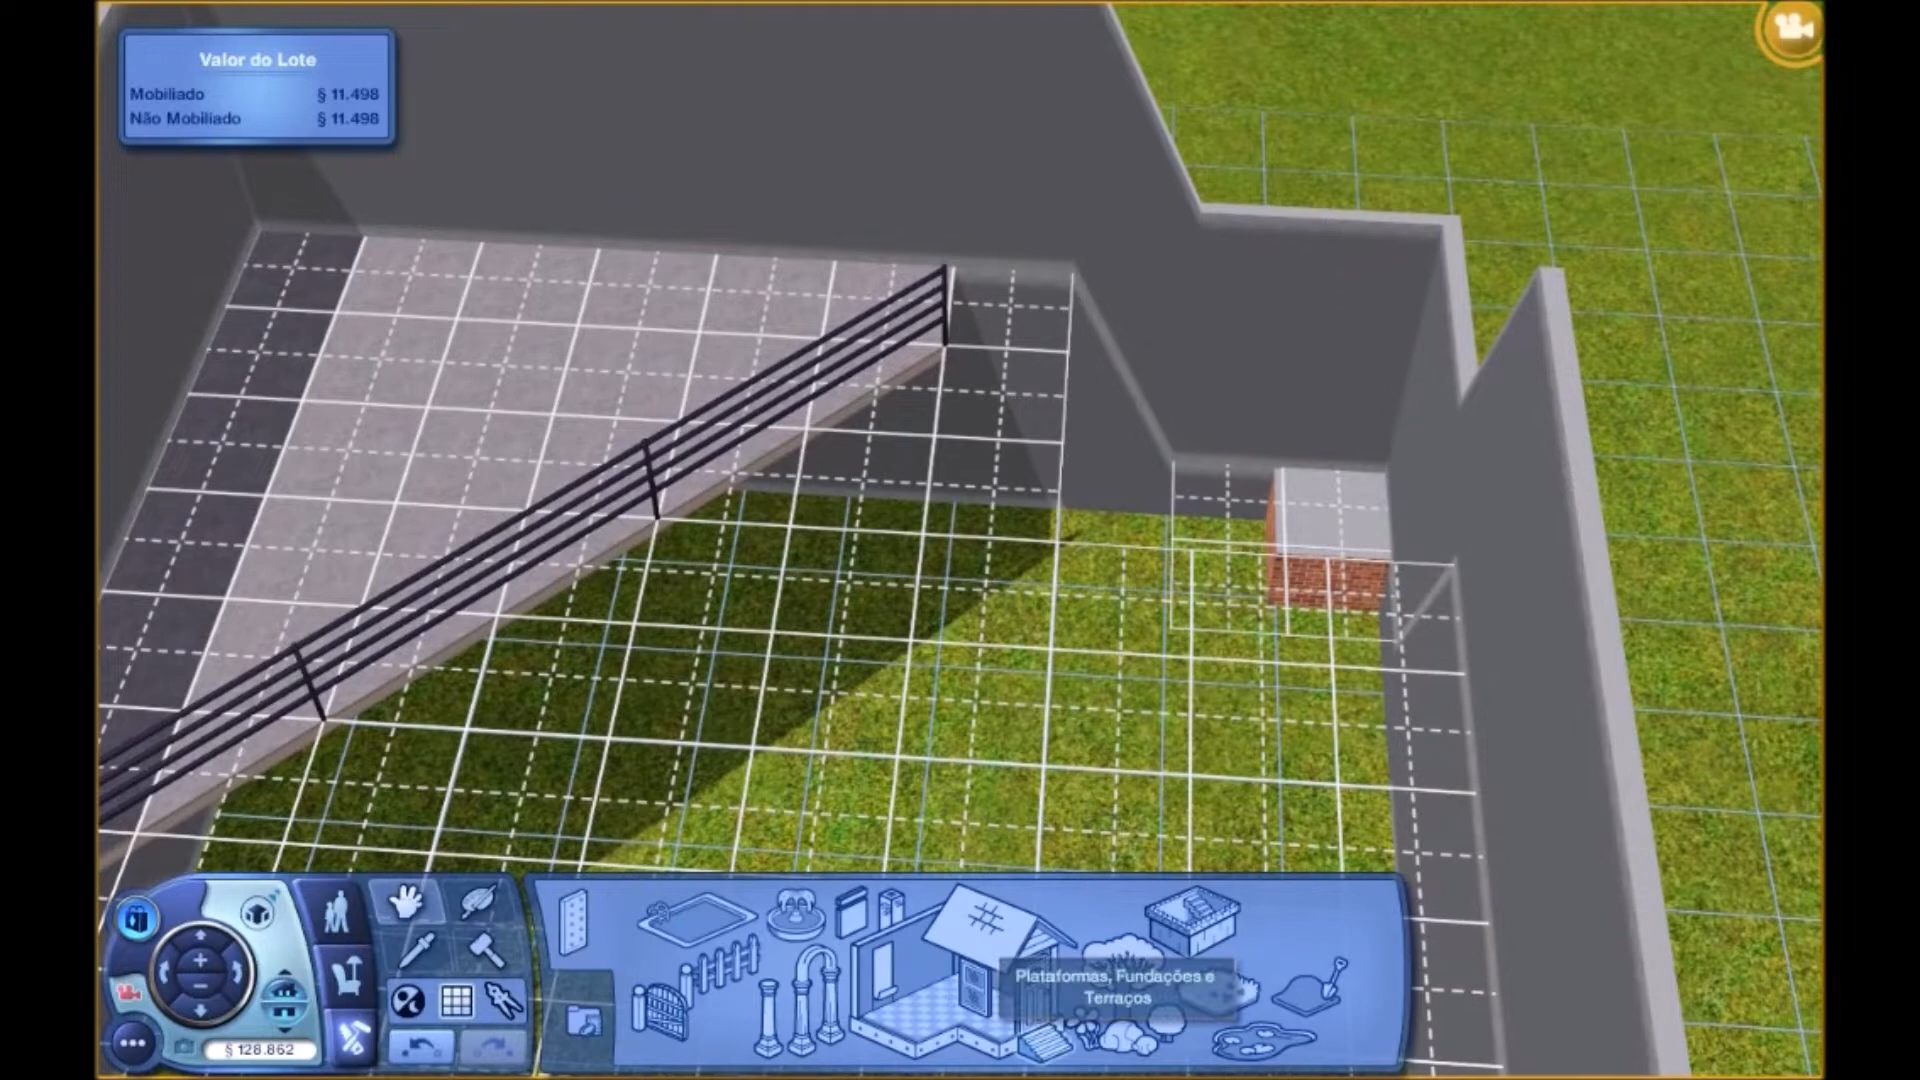 Valor do Lote
Mobiliado § 11.498
Não Mobiliado § 11.498
Plataformas, Fundações e
Terraços
§ 128.862